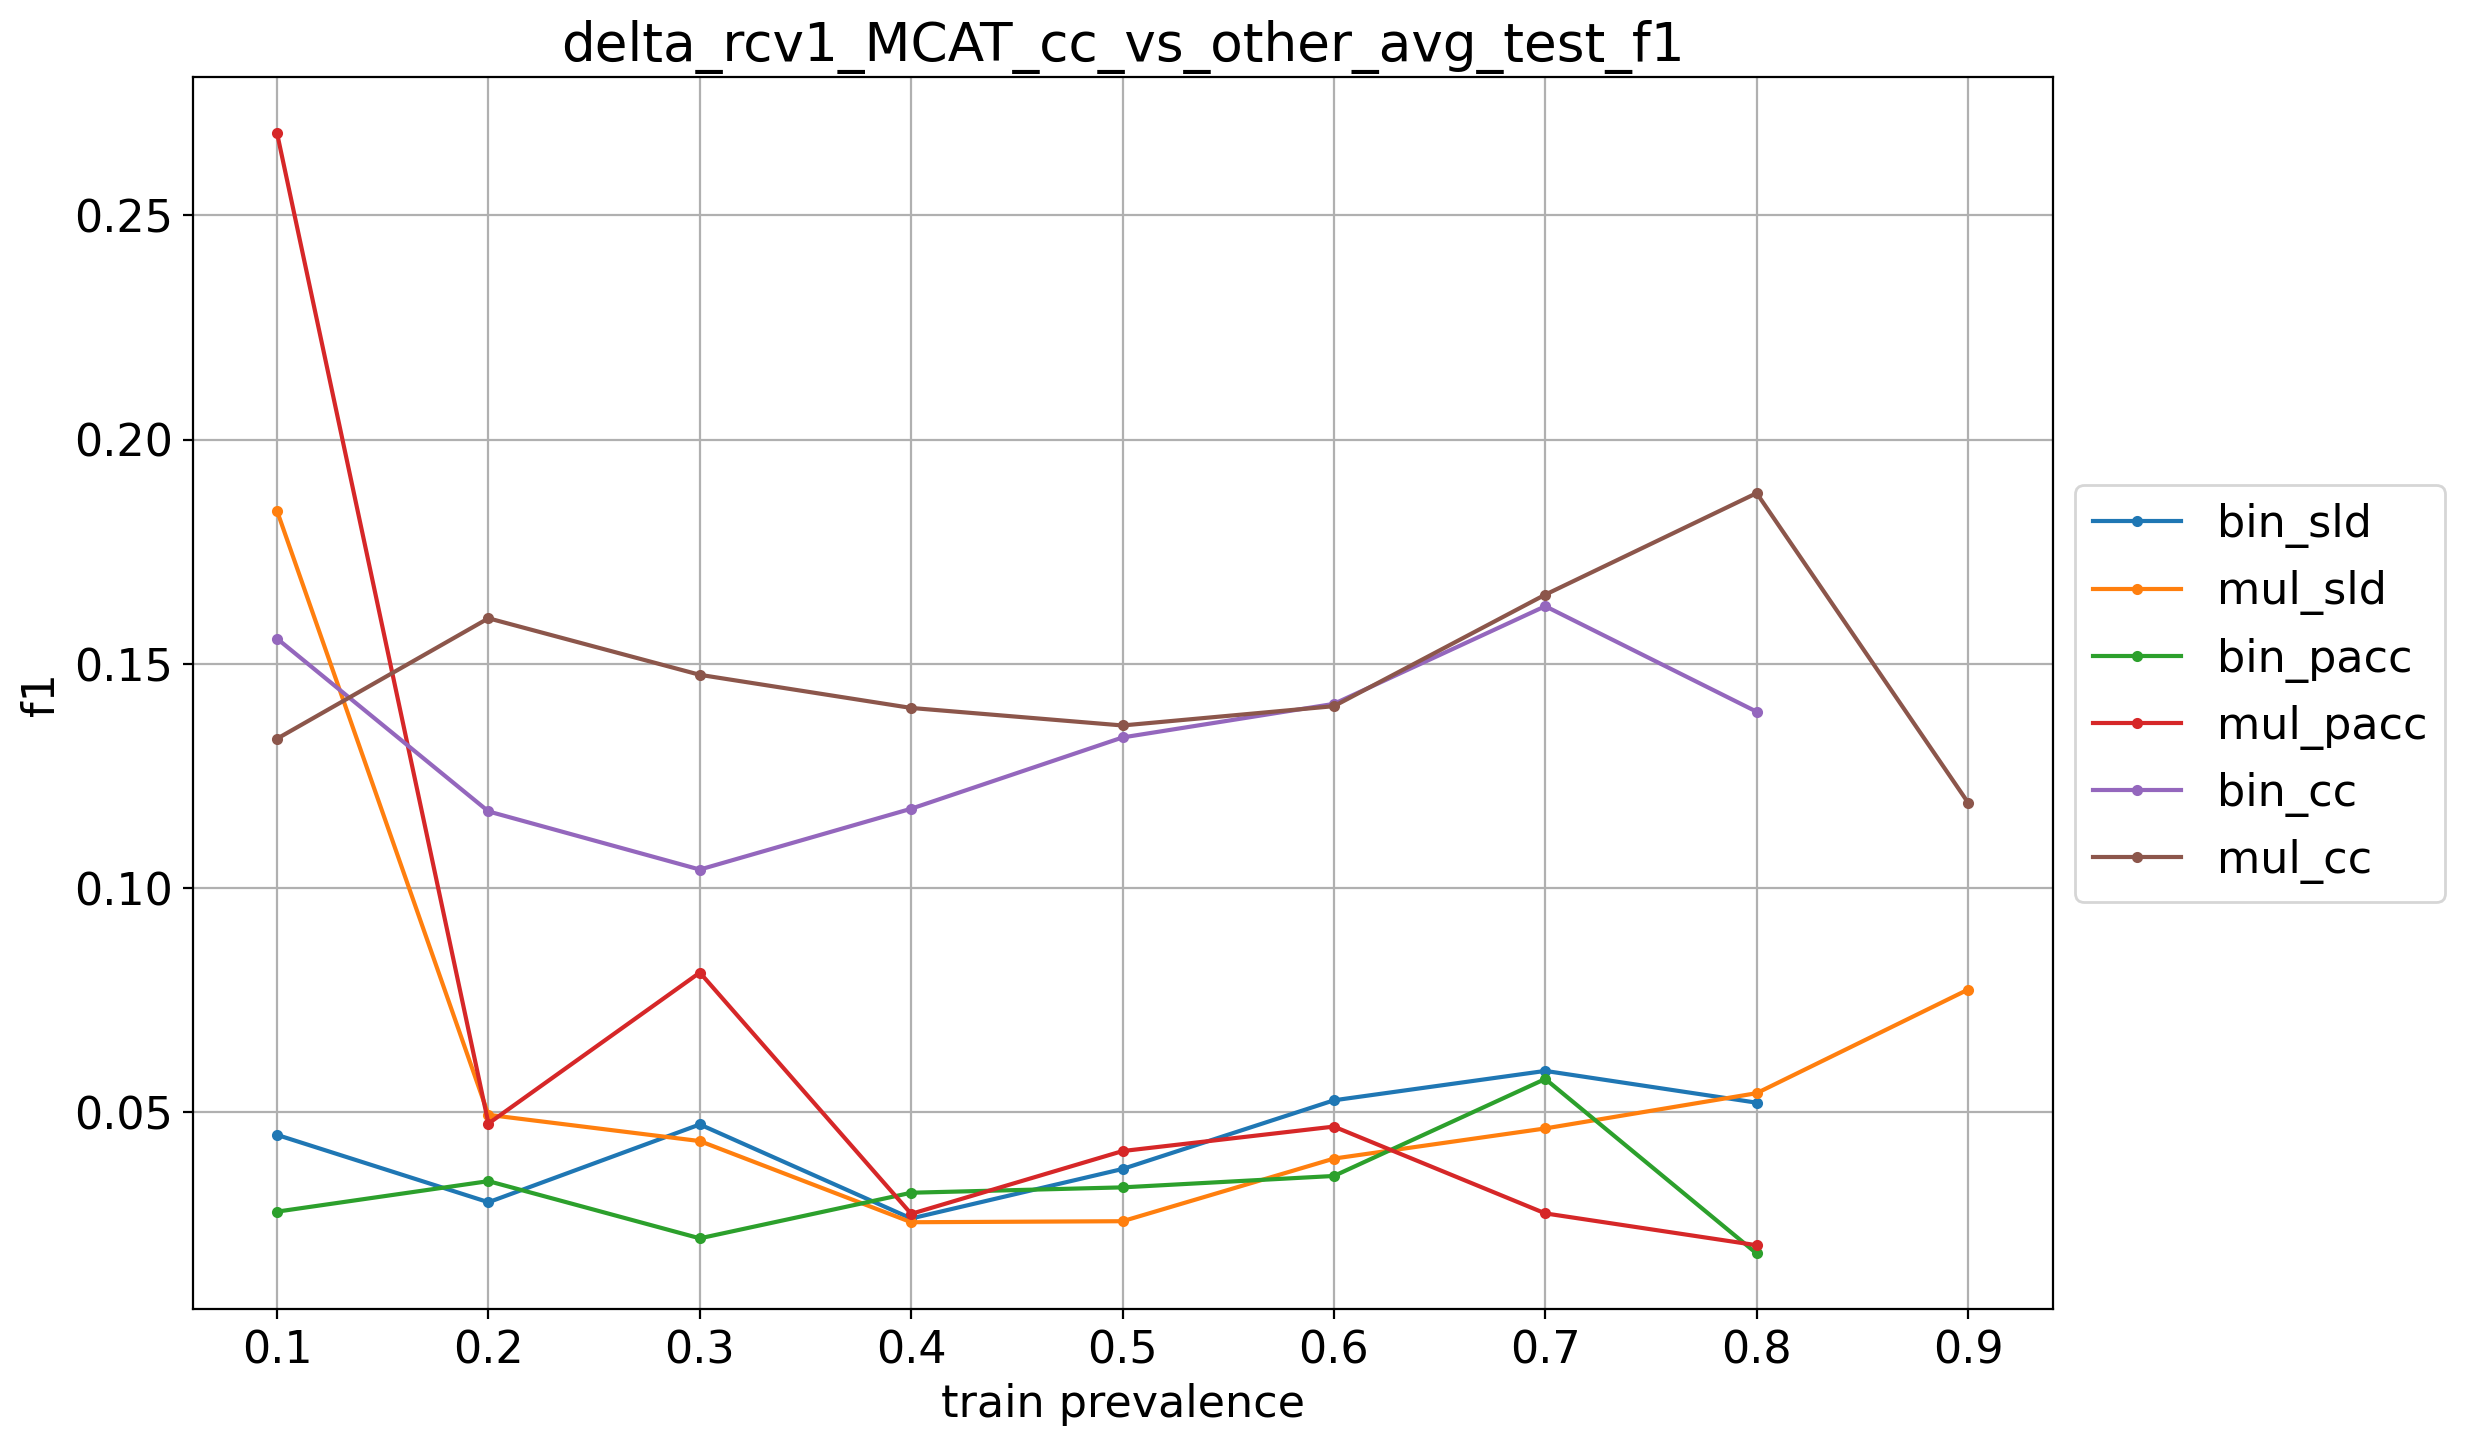 delta_rcv1_MCAT_cc_vs_other_avg_test_f1
0.25
0.20
0.15
0.10
0.05
f1
0.1 0.2 0.3 0.4 0.5 0.6 0.7 0.8 0.9
train prevalence
bin_sld
mul_sld
bin_pacc
mul_pacc
bin_cc
mul_cc